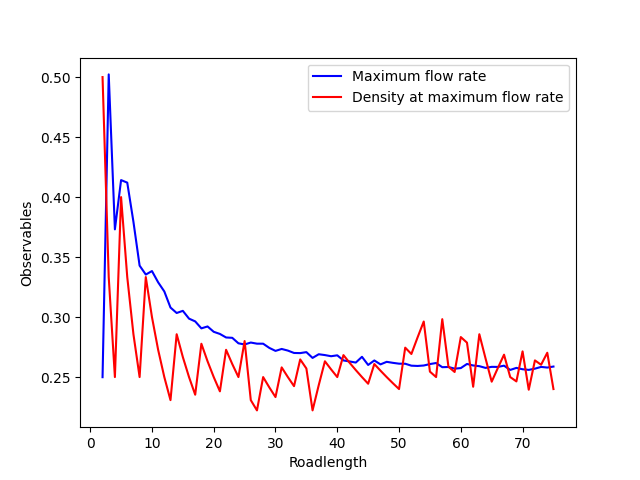 Maximum flow rate
Density at maximum flow rate
0.50
0.45
0.40
0.35
0.30
0.25
Observables
0 10 20 30 40 50 60 70
Roadlength